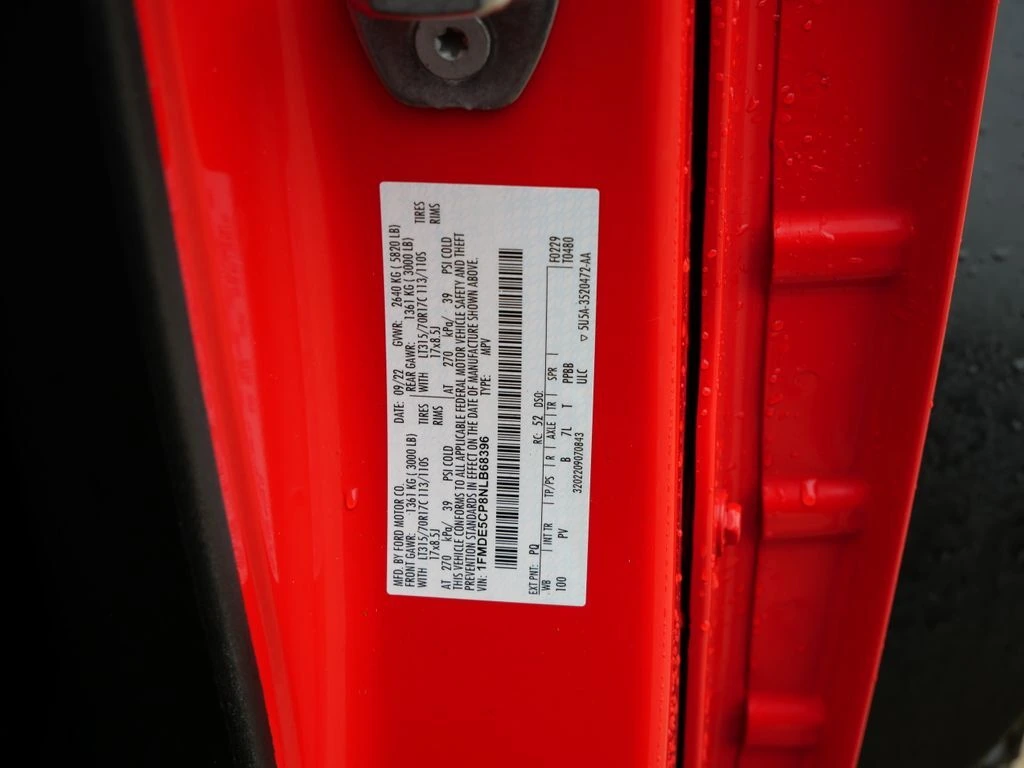 MFD. BY FORD MOTOR CO.
DATE: 09/22 GVWR: 2640 KG ( 5820 LB)
FRONT GAWR: 1361 KG ( 3000 LB) REAR GAWR: 1361 KG ( 3000 LB)
WITH LT315/70R17C 113/110S TIRES WITH LT315/70R17C 113/110S TIRES
17x8.5J RIMS 17x8.5J RIMS
AT 270 kPa/ 39 PSI COLD AT 270 kPa/ 39 PSI COLD
THIS VEHICLE CONFORMS TO ALL APPLICABLE FEDERAL MOTOR VEHICLE SAFETY AND THEFT
PREVENTION STANDARDS IN EFFECT ON THE DATE OF MANUFACTURE SHOWN ABOVE.
VIN: 1FMDE5CP8NLB68396 TYPE: MPV
EXT PNT: PQ RC: 52 DSO: F0229
WB INT TR TP/PS R AXLE TR SPR T0480
100 PV B 7L T PPBB
ULC
3202209070843 ▽ 5U5A-3520472-AA